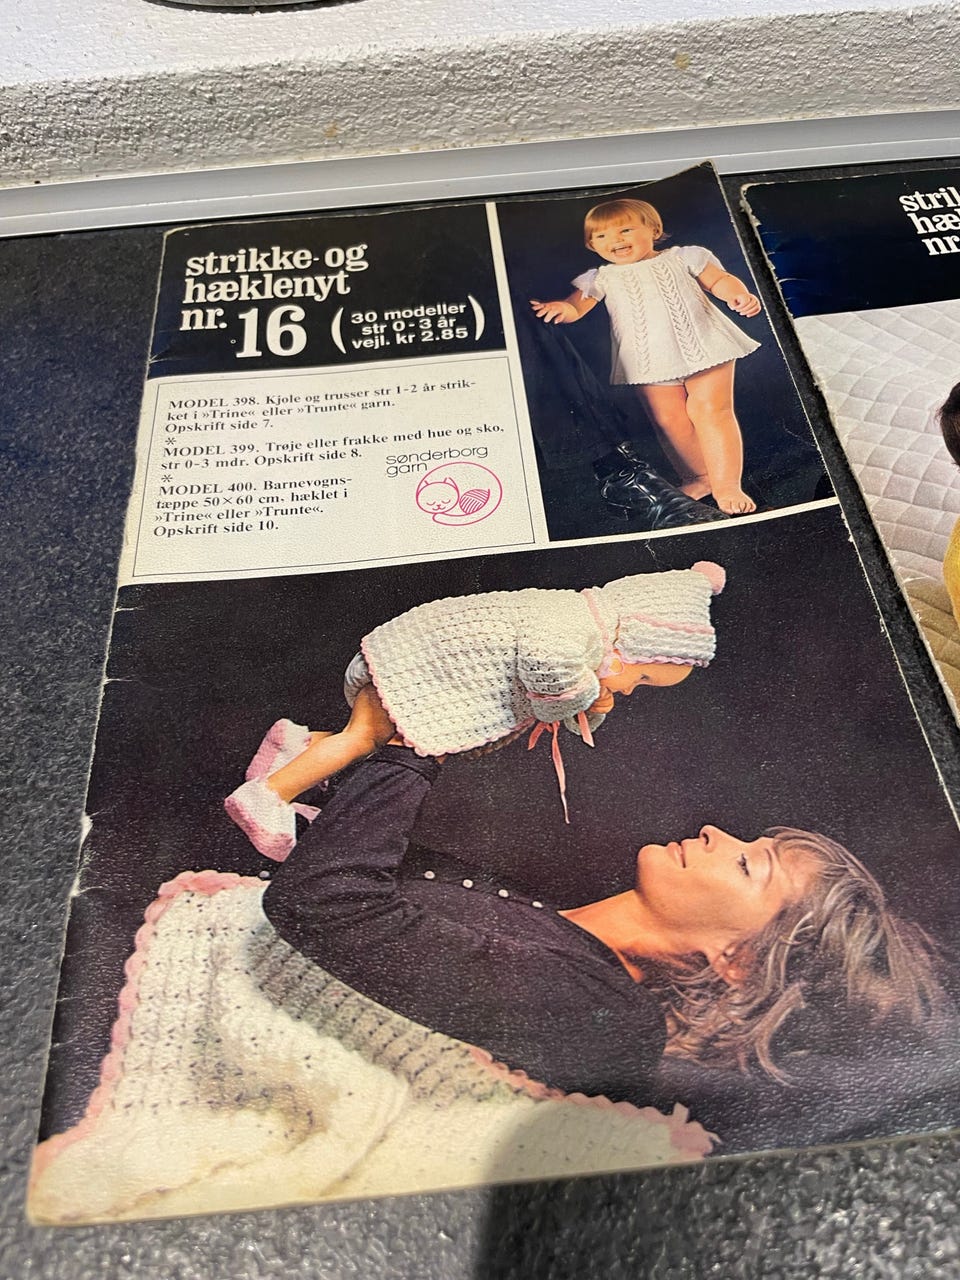 strikke- og
hæklenyt
nr. 16
(30 modeller
str 0-3 år
vejl. kr 2.85)
MODEL 398. Kjole og trusser str 1-2 år strik-
ket i »Trine« eller »Trunte« garn.
Opskrift side 7.
*
MODEL 399. Trøje eller frakke med hue og sko,
str 0-3 mdr. Opskrift side 8.
*
MODEL 400. Barnevogns-
tæppe 50×60 cm, hæklet i
»Trine« eller »Trunte«.
Opskrift side 10.
sønderborg
garn
strik
hæ
nr.